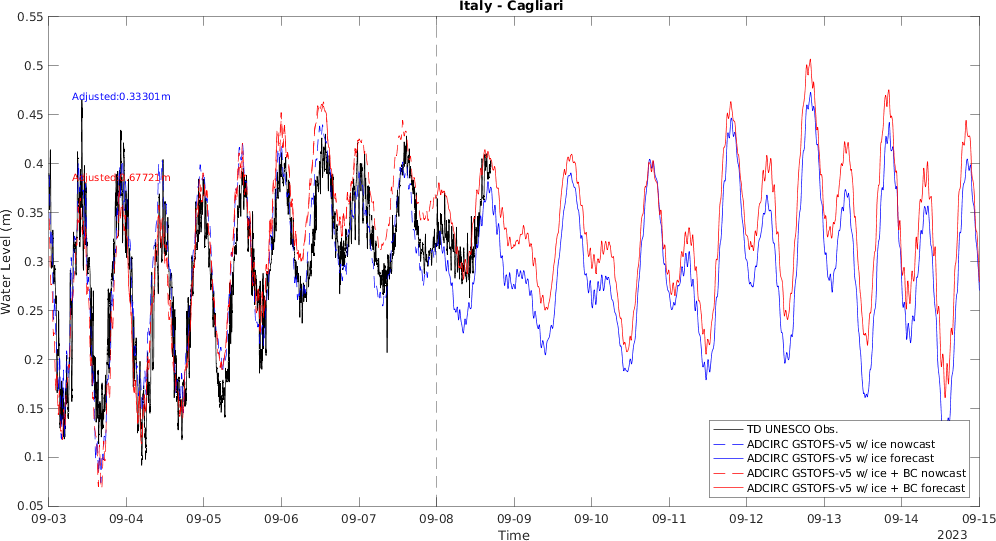 Italy - Cagliari
0.55
0.5
0.45
0.4
0.35
0.3
0.25
0.2
0.15
0.1
0.05
Water Level (m)
Adjusted:0.33301m
TD UNESCO Obs.
ADCIRC GSTOFS-v5 w/ ice nowcast
ADCIRC GSTOFS-v5 w/ ice forecast
ADCIRC GSTOFS-v5 w/ ice + BC nowcast
ADCIRC GSTOFS-v5 w/ ice + BC forecast
09-03 09-04 09-05 09-06 09-07 09-08 09-09 09-10 09-11 09-12 09-13 09-14 09-15
Time
2023